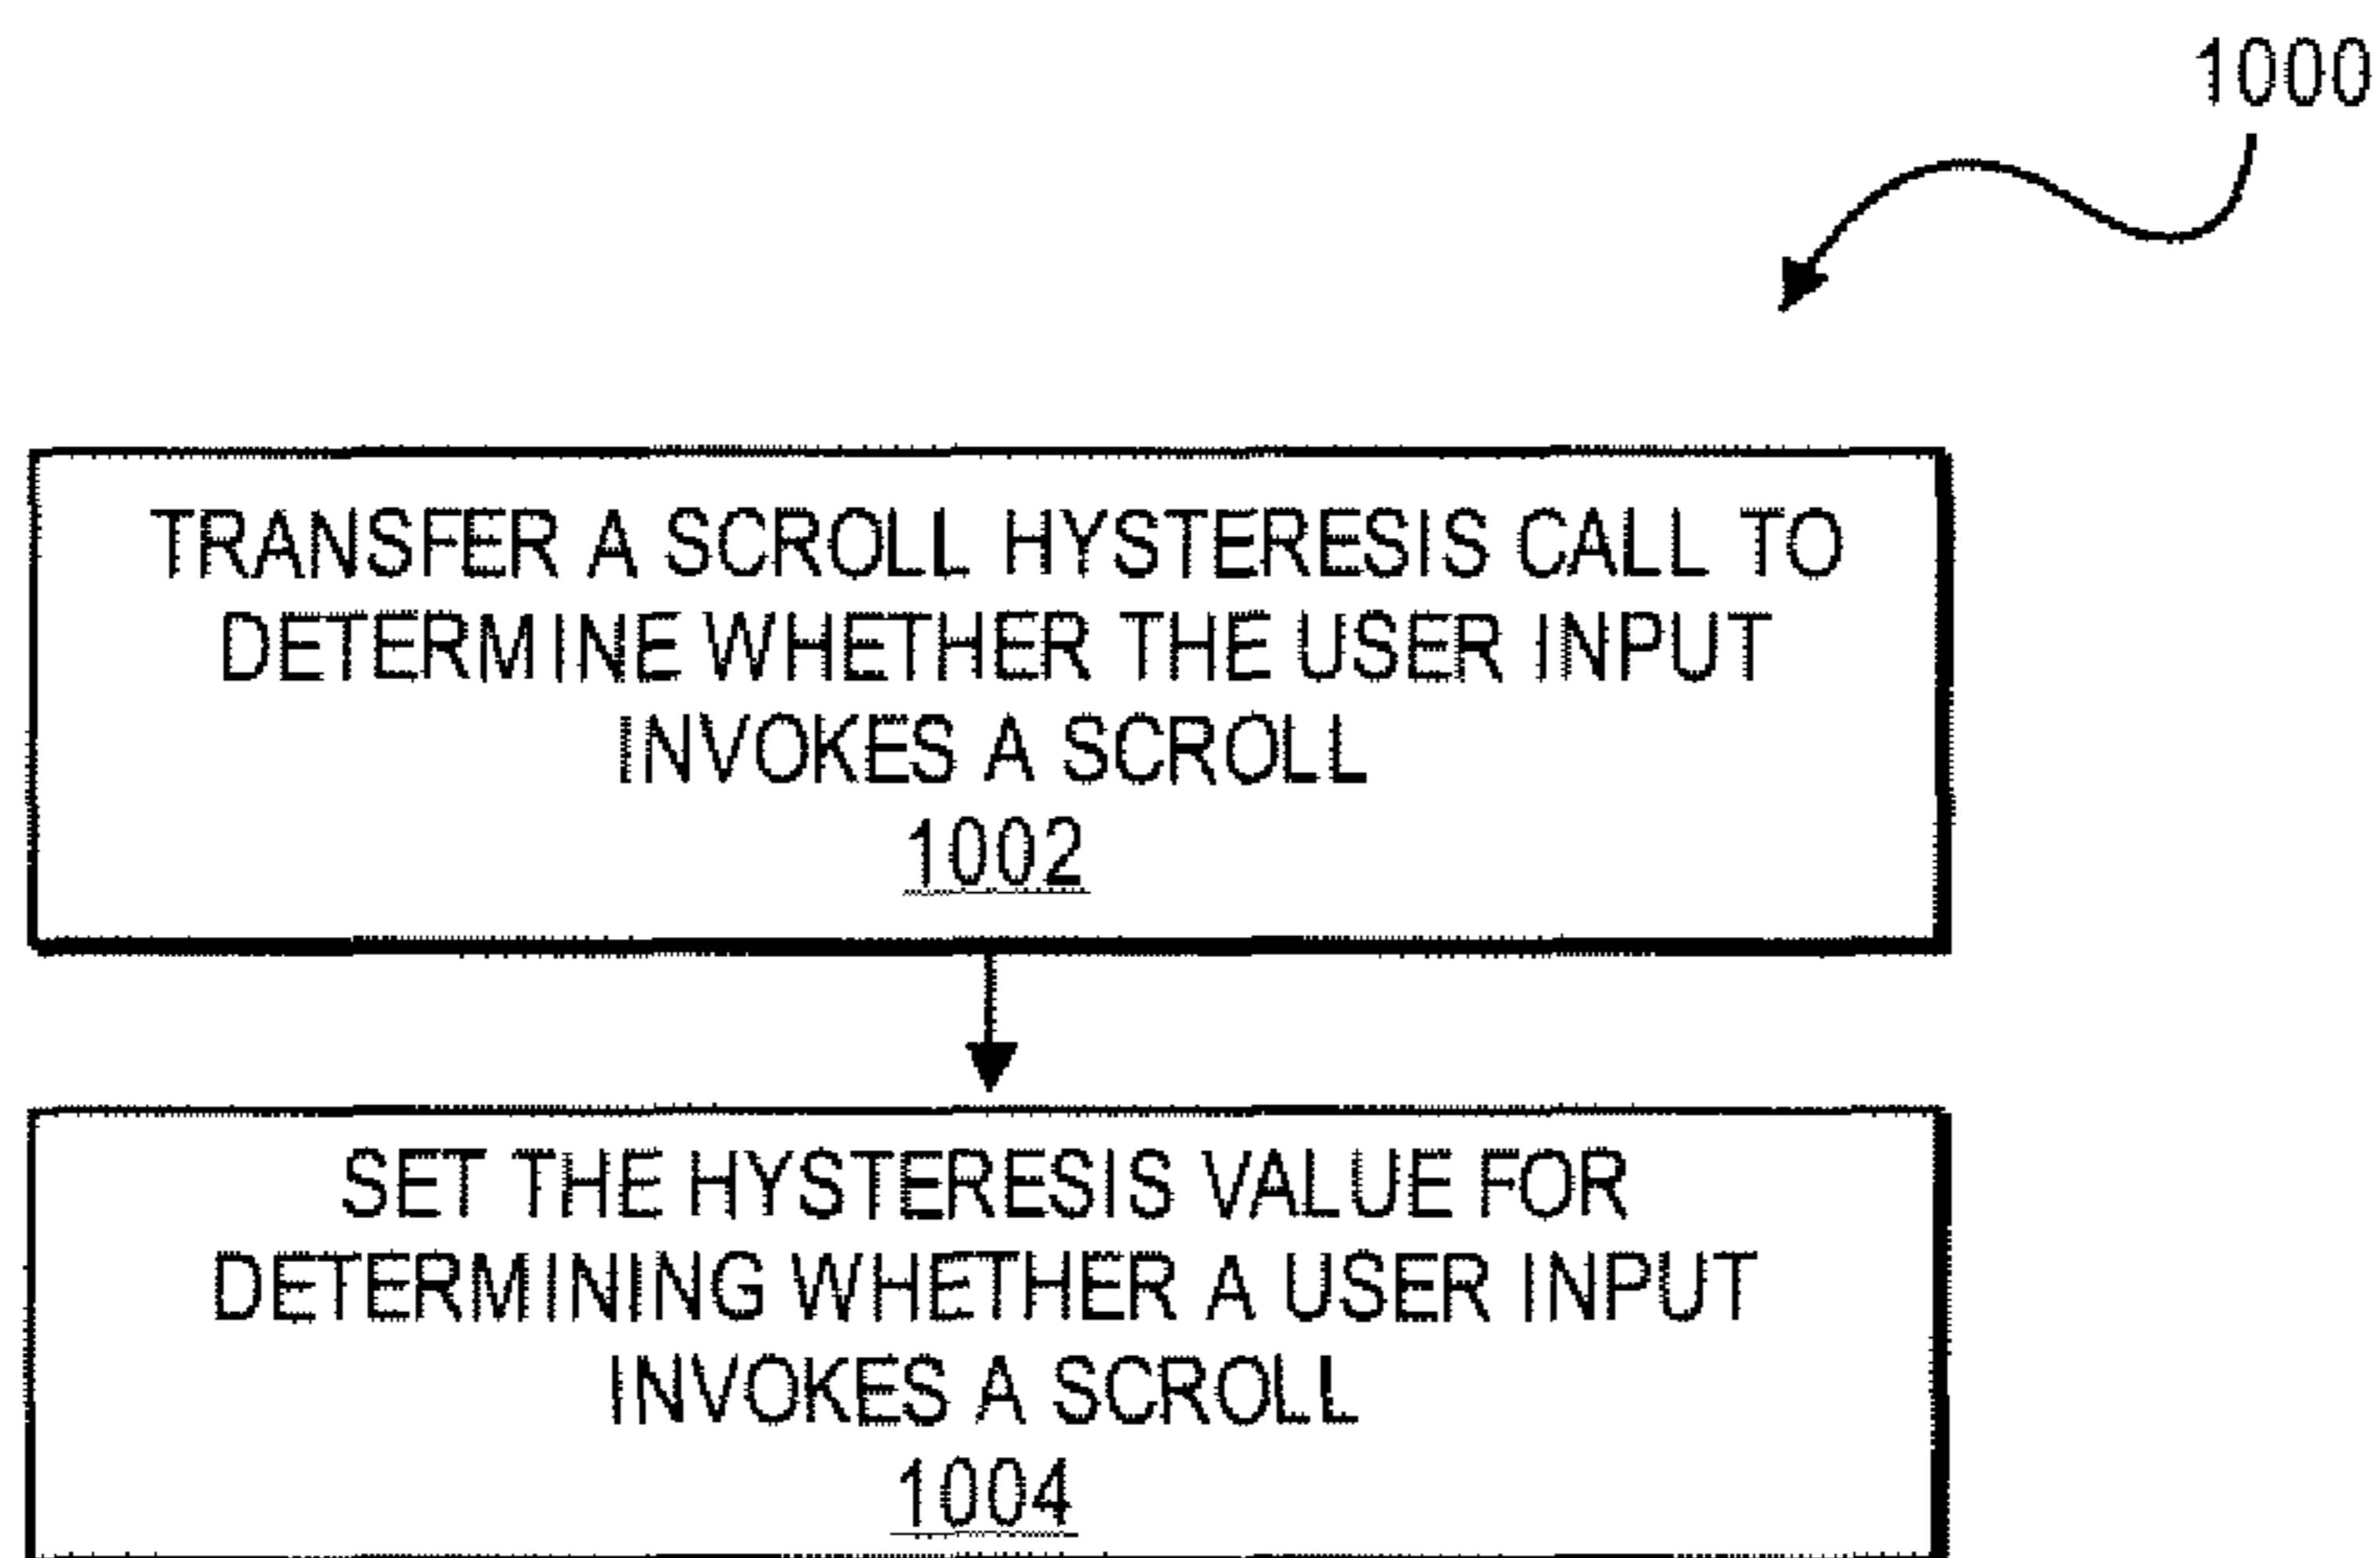 1000
TRANSFER A SCROLL HYSTERESIS CALL TO
DETERMINE WHETHER THE USER INPUT
INVOKES A SCROLL
1002
SET THE HYSTERESIS VALUE FOR
DETERMINING WHETHER A USER INPUT
INVOKES A SCROLL
1004